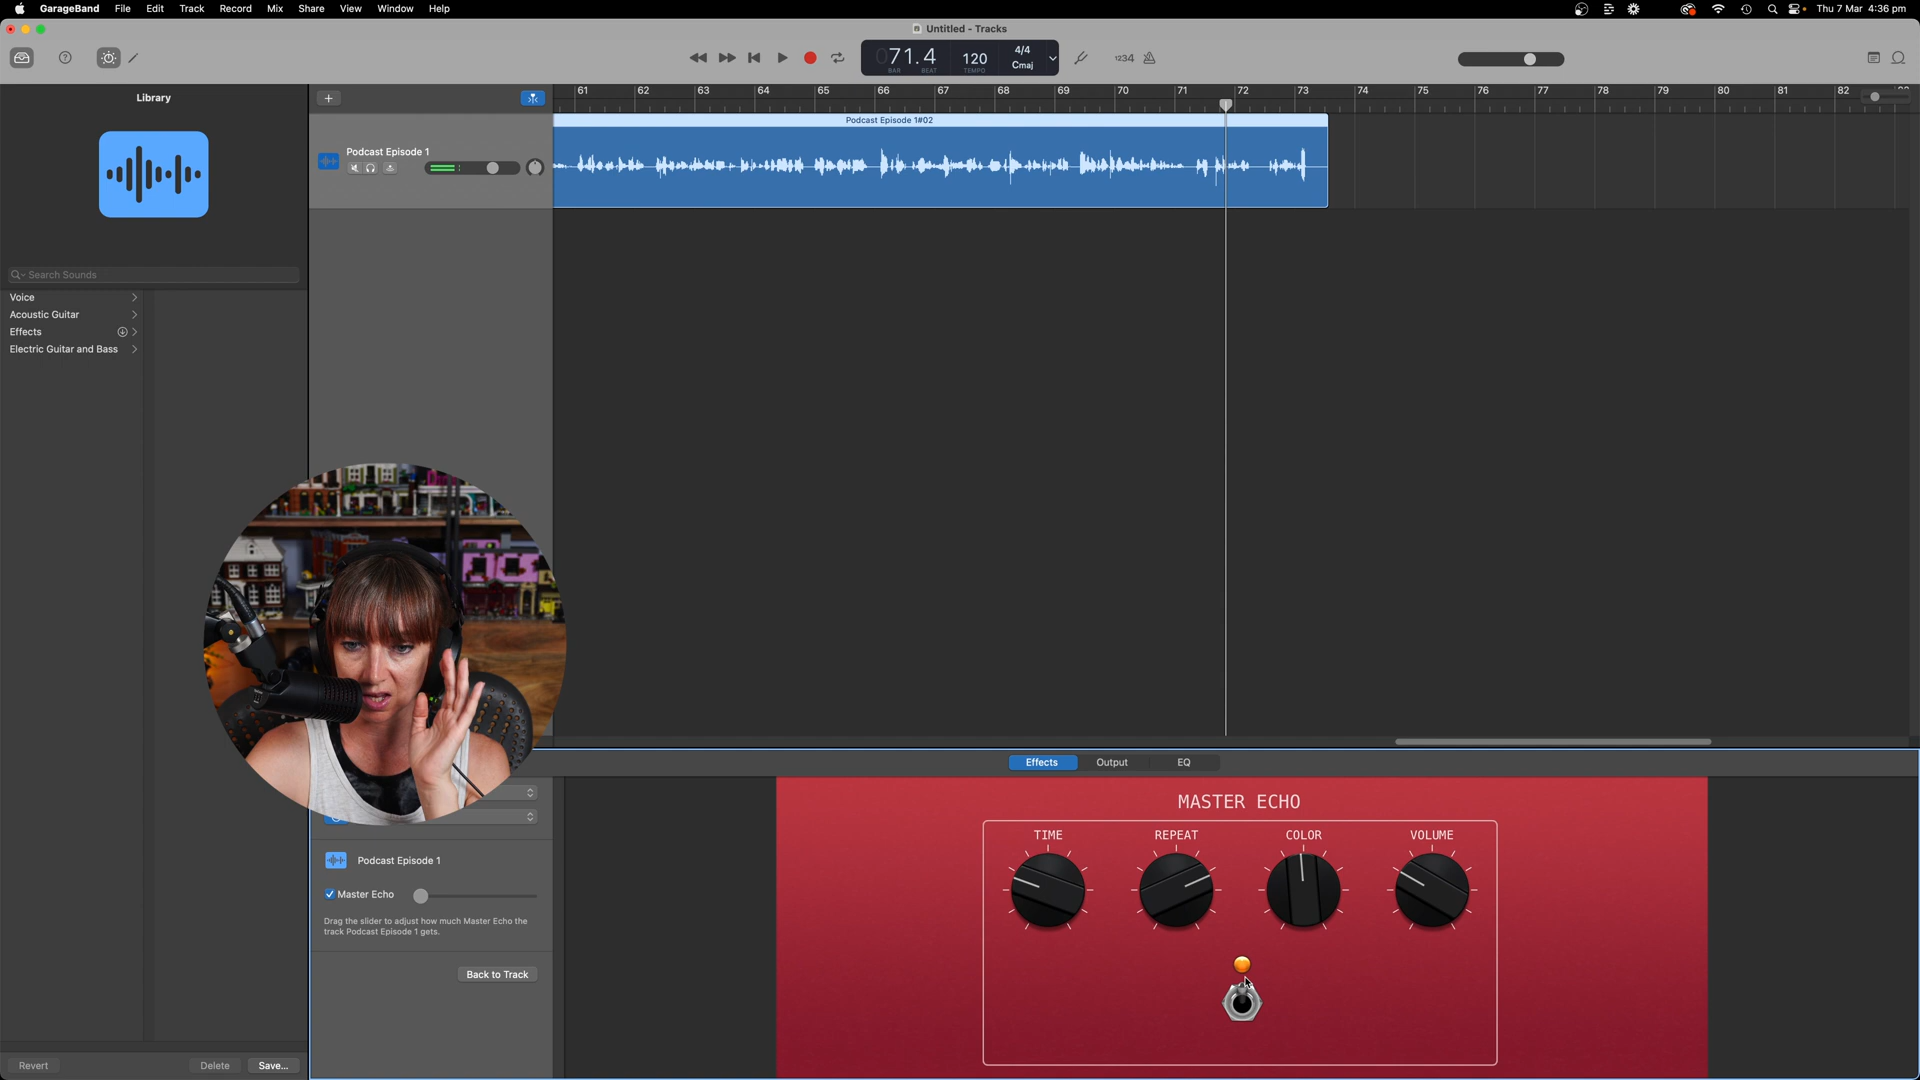 GarageBand File Edit Track Record Mix Share View Window Help
Thu 7 Mar 4:36 pm
Untitled - Tracks
071.4
BAR BEAT
120
TEMPO
4/4
Cmaj
1234
Library
61 62 63 64 65 66 67 68 69 70 71 72 73 74 75 76 77 78 79 80 81 82
Podcast Episode 1#02
Podcast Episode 1
Search Sounds
Voice
Acoustic Guitar
Effects
Electric Guitar and Bass
Effects Output EQ
MASTER ECHO
TIME REPEAT COLOR VOLUME
Podcast Episode 1
Master Echo
Drag the slider to adjust how much Master Echo the
track Podcast Episode 1 gets.
Back to Track
Revert Delete Save...